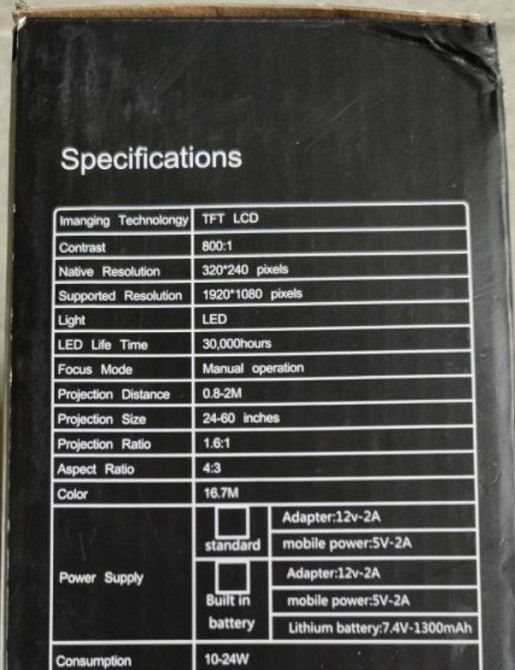 Specifications
Imanging Technolongy TFT LCD
Contrast 800:1
Native Resolution 320*240 pixels
Supported Resolution 1920*1080 pixels
Light LED
LED Life Time 30,000hours
Focus Mode Manual operation
Projection Distance 0.8-2M
Projection Size 24-60 inches
Projection Ratio 1.6:1
Aspect Ratio 4:3
Color 16.7M
Power Supply
standard
Adapter:12v-2A
mobile power:5V-2A
Built in
battery
Adapter:12v-2A
mobile power:5V-2A
Lithium battery:7.4V-1300mAh
Consumption 10-24W